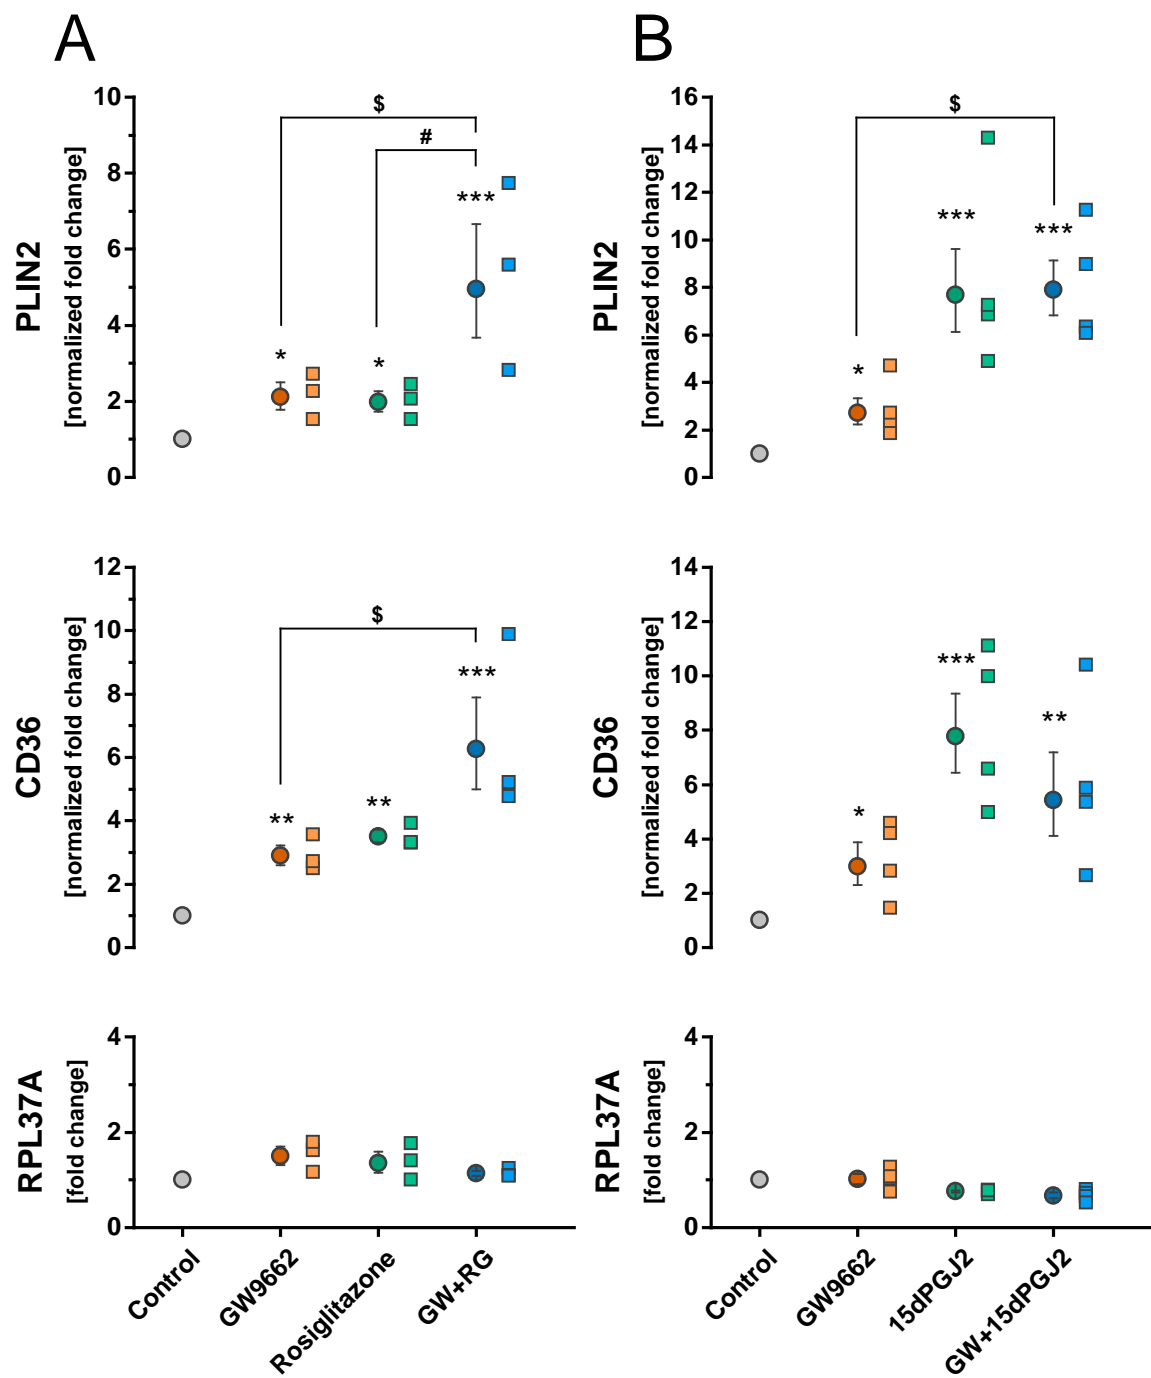 A
B
PLIN2
[normalized fold change]
10
8
6
4
2
0
$
#
*
*
***
PLIN2
[normalized fold change]
16
14
12
10
8
6
4
2
0
$
*
***
***
CD36
[normalized fold change]
12
10
8
6
4
2
0
$
**
**
***
CD36
[normalized fold change]
14
12
10
8
6
4
2
0
*
***
**
RPL37A
[fold change]
4
2
0
Control
GW9662
Rosiglitazone
GW+RG
RPL37A
[fold change]
4
2
0
Control
GW9662
15dPGJ2
GW+15dPGJ2